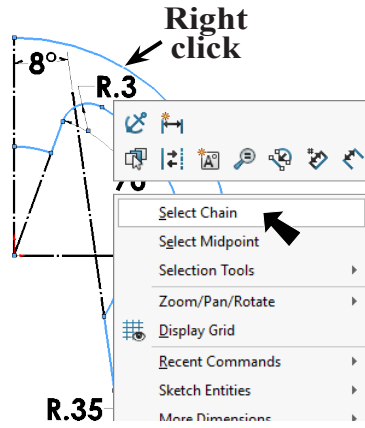 Right
click
8°
R.3
Select Chain
Select Midpoint
Selection Tools
Zoom/Pan/Rotate
Display Grid
Recent Commands
Sketch Entities
R.35
More Dimensions